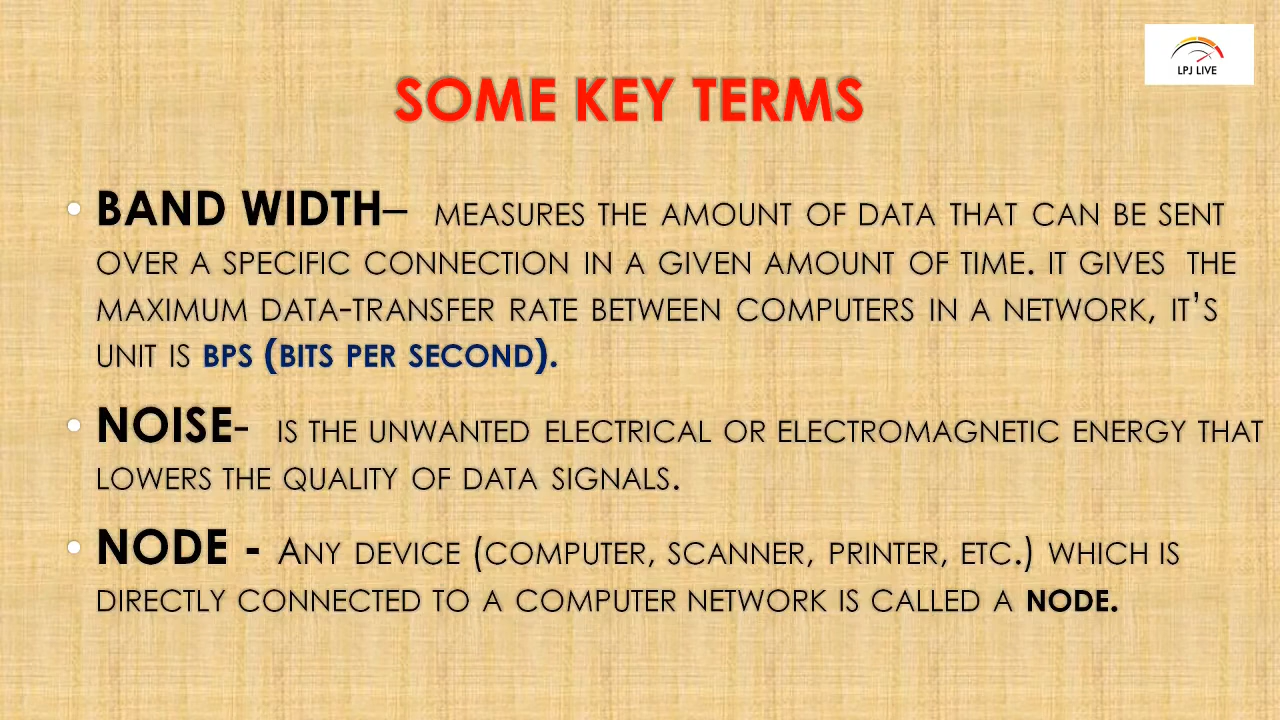 LPJ LIVE
SOME KEY TERMS
• BAND WIDTH– MEASURES THE AMOUNT OF DATA THAT CAN BE SENT
OVER A SPECIFIC CONNECTION IN A GIVEN AMOUNT OF TIME. IT GIVES THE
MAXIMUM DATA-TRANSFER RATE BETWEEN COMPUTERS IN A NETWORK, IT’S
UNIT IS BPS (BITS PER SECOND).
• NOISE- IS THE UNWANTED ELECTRICAL OR ELECTROMAGNETIC ENERGY THAT
LOWERS THE QUALITY OF DATA SIGNALS.
• NODE - ANY DEVICE (COMPUTER, SCANNER, PRINTER, ETC.) WHICH IS
DIRECTLY CONNECTED TO A COMPUTER NETWORK IS CALLED A NODE.